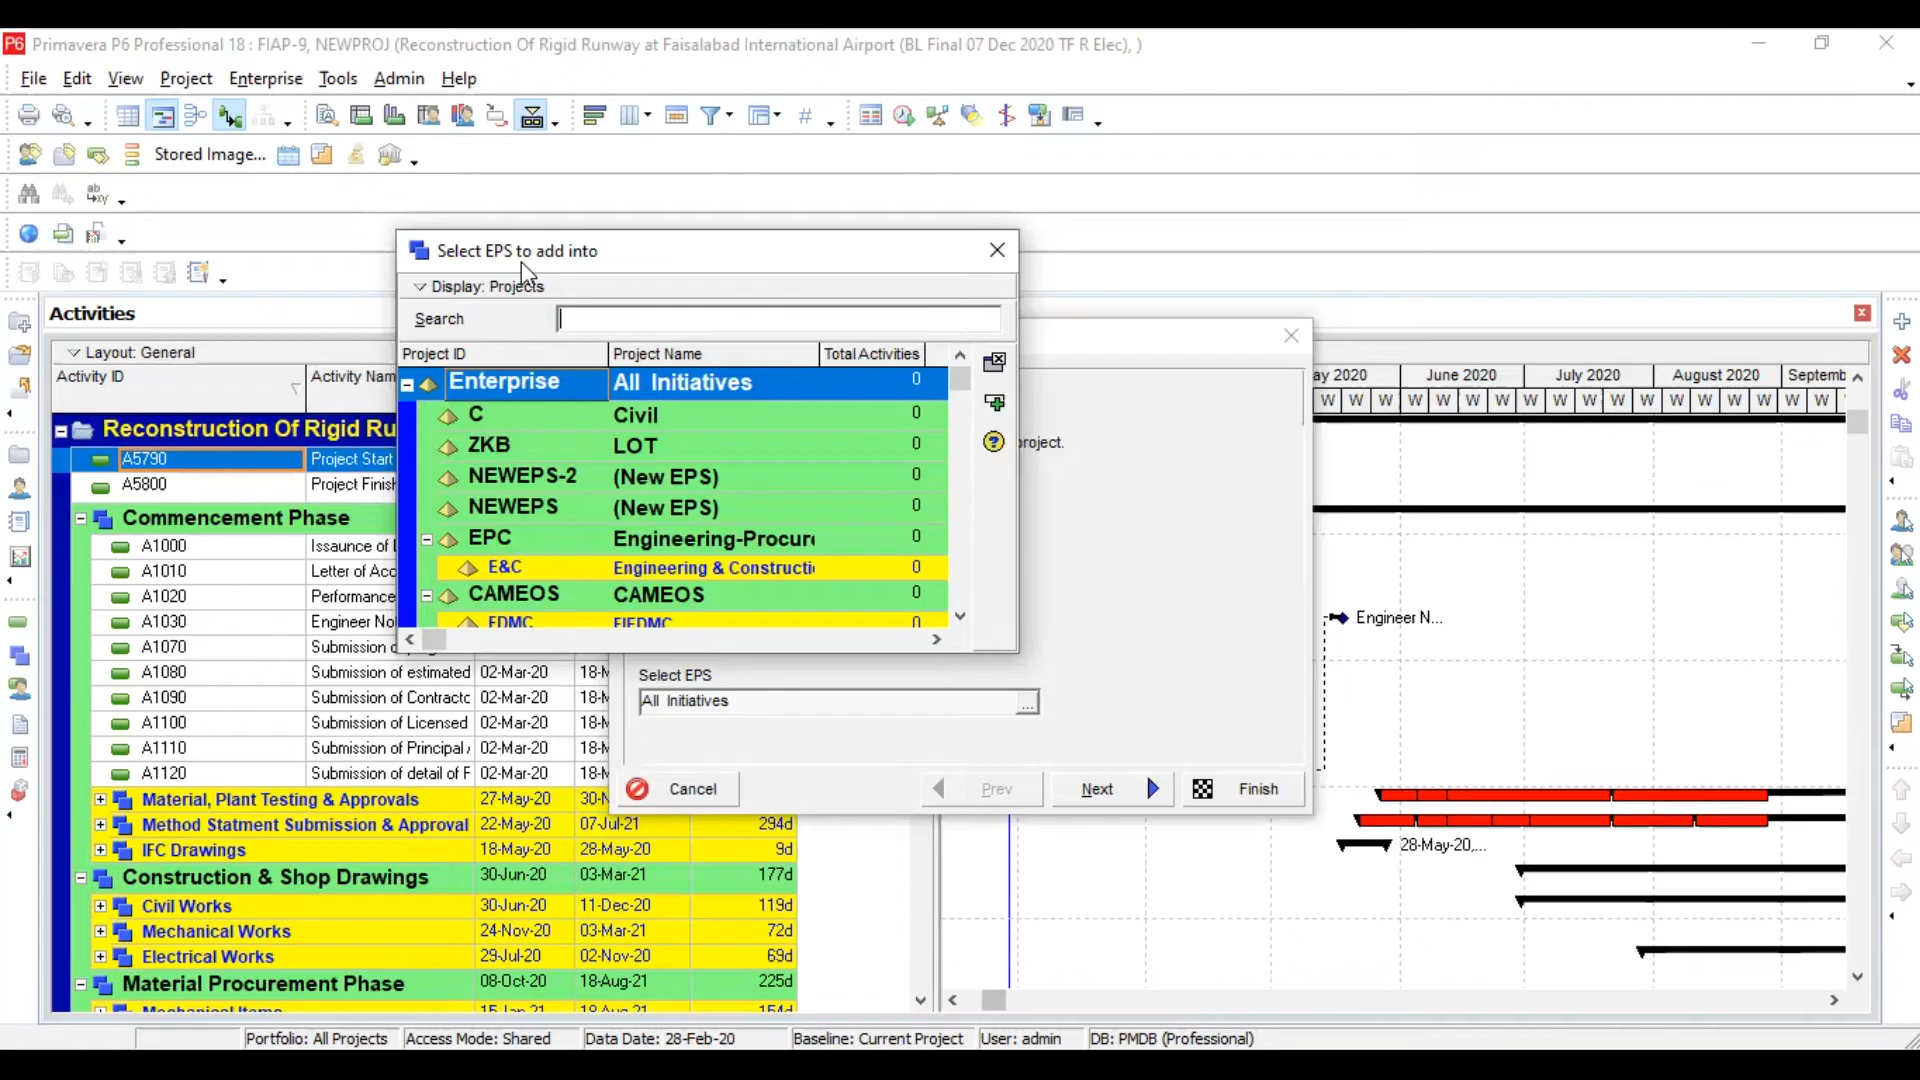 P6 Primavera P6 Professional 18 : FIAP-9, NEWPROJ (Reconstruction Of Rigid Runway at Faisalabad International Airport (BL Final 07 Dec 2020 TF R Elec), )
File Edit View Project Enterprise Tools Admin Help
Stored Image...
Select EPS to add into
Display: Projects
Search
Project ID Project Name Total Activities
Enterprise All Initiatives 0
C Civil 0
ZKB LOT 0
NEWEPS-2 (New EPS) 0
NEWEPS (New EPS) 0
EPC 0
E&C 0
CAMEOS CAMEOS 0
project.
Select EPS
All Initiatives
...
Cancel Prev Next Finish
Activities
Layout: General
Activity ID Activity Nam
2020 June 2020 July 2020 August 2020 Septemb
W W W W W W W W W W W W W W W W W W
Reconstruction Of Rigid Ru
A5790 Project Start
A5800 Project Finish
Commencement Phase
A1000 Issaunce of
A1010 Letter of Acc
A1020 Performance
A1030 Engineer No
A1070 Submission
A1080 Submission of estimated 02-Mar-20
A1090 Submission of Contractc 02-Mar-20
A1100 Submission of Licensed 02-Mar-20
A1110 Submission of Principal 02-Mar-20
A1120 Submission of detail of F 02-Mar-20
Engineer N...
Material, Plant Testing & Approvals 27-May-20
Method Statment Submission & Approval 22-May-20 07-Jul-21 294d
IFC Drawings 18-May-20 28-May-20 9d
28-May-20,...
Construction & Shop Drawings 30-Jun-20 03-Mar-21 177d
Civil Works 30-Jun-20 11-Dec-20 119d
Mechanical Works 24-Nov-20 03-Mar-21 72d
Electrical Works 29-Jul-20 02-Nov-20 69d
Material Procurement Phase 08-Oct-20 18-Aug-21 225d
Portfolio: All Projects Access Mode: Shared Data Date: 28-Feb-20 Baseline: Current Project User: admin DB: PMDB (Professional)